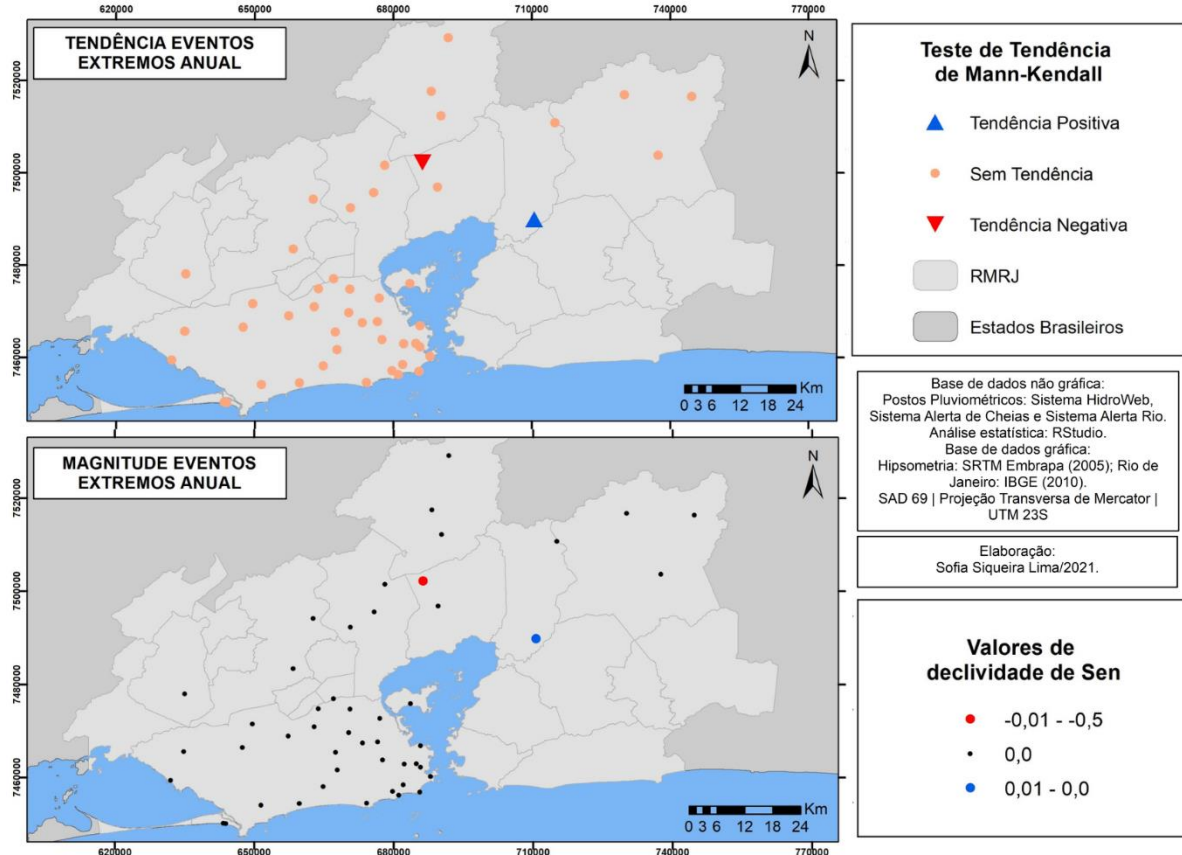 620000 650000 680000 710000 740000 770000
TENDÊNCIA EVENTOS
EXTREMOS ANUAL
N
7520000
7500000
7480000
7460000
Km
0 3 6 12 18 24
MAGNITUDE EVENTOS
EXTREMOS ANUAL
N
7520000
7500000
7480000
7460000
Km
0 3 6 12 18 24
620000 650000 680000 710000 740000 770000
Teste de Tendência
de Mann-Kendall
Tendência Positiva
Sem Tendência
Tendência Negativa
RMRJ
Estados Brasileiros
Base de dados não gráfica:
Postos Pluviométricos: Sistema HidroWeb,
Sistema Alerta de Cheias e Sistema Alerta Rio.
Análise estatística: RStudio.
Base de dados gráfica:
Hipsometria: SRTM Embrapa (2005); Rio de
Janeiro: IBGE (2010).
SAD 69 | Projeção Transversa de Mercator |
UTM 23S
Elaboração:
Sofia Siqueira Lima/2021.
Valores de
declividade de Sen
-0,01 - -0,5
0,0
0,01 - 0,0